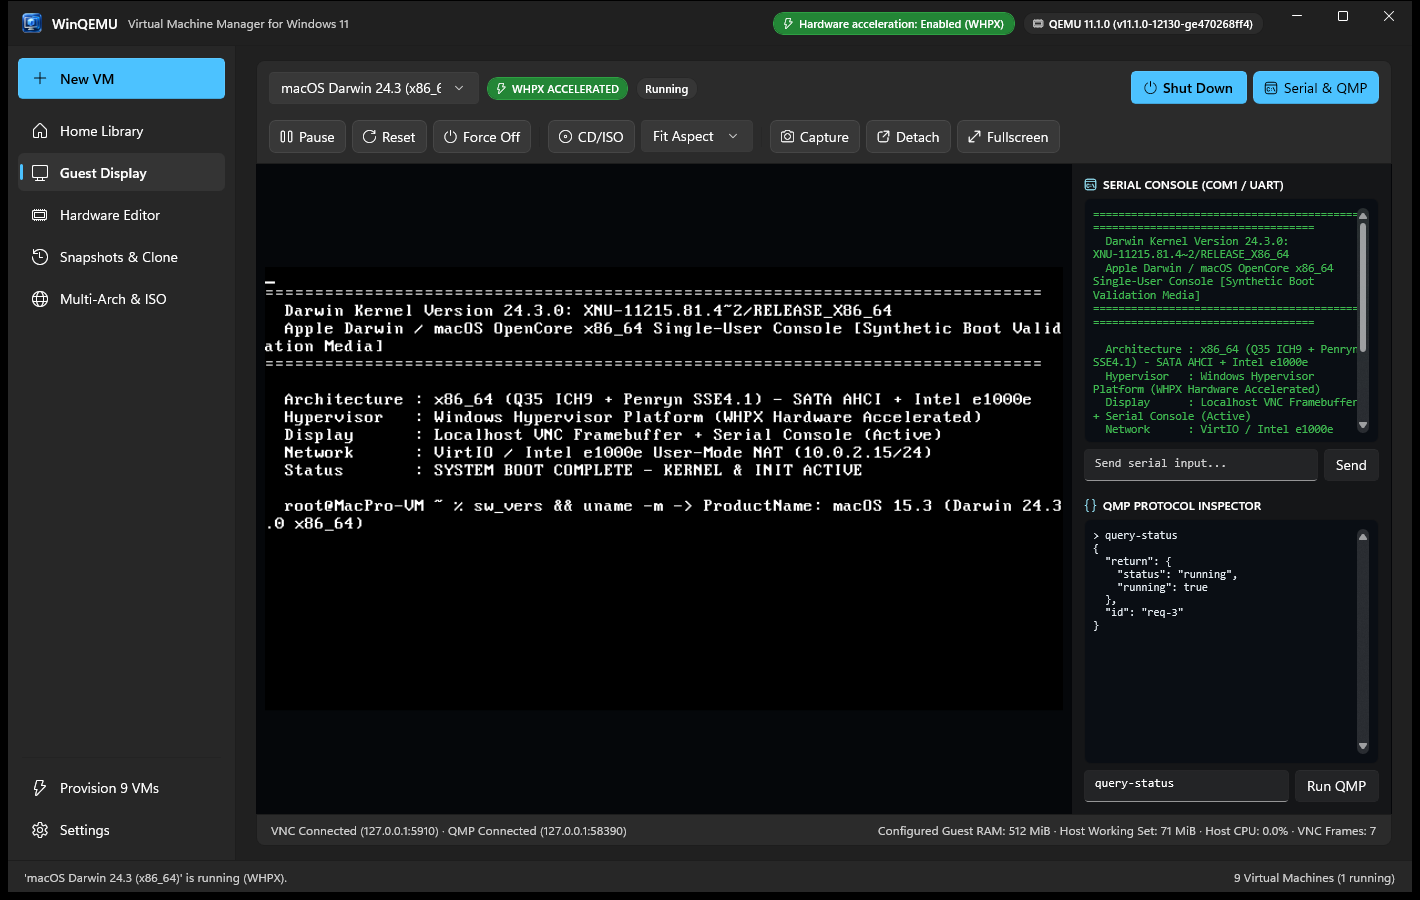 WinQEMU Virtual Machine Manager for Windows 11
Hardware acceleration: Enabled (WHPX)
QEMU 11.1.0 (v11.1.0-12130-ge470268ff4)
New VM
Home Library
Guest Display
Hardware Editor
Snapshots & Clone
Multi-Arch & ISO
Provision 9 VMs
Settings
macOS Darwin 24.3 (x86_6
WHPX ACCELERATED
Running
Shut Down
Serial & QMP
Pause
Reset
Force Off
CD/ISO
Fit Aspect
Capture
Detach
Fullscreen
==============================================================================
Darwin Kernel Version 24.3.0: XNU-11215.81.4~2/RELEASE_X86_64
Apple Darwin / macOS OpenCore x86_64 Single-User Console [Synthetic Boot Valid
ation Media]
==============================================================================
Architecture : x86_64 (Q35 ICH9 + Penryn SSE4.1) - SATA AHCI + Intel e1000e
Hypervisor : Windows Hypervisor Platform (WHPX Hardware Accelerated)
Display : Localhost VNC Framebuffer + Serial Console (Active)
Network : VirtIO / Intel e1000e User-Mode NAT (10.0.2.15/24)
Status : SYSTEM BOOT COMPLETE - KERNEL & INIT ACTIVE
root@MacPro-VM ~ % sw_vers && uname -m -> ProductName: macOS 15.3 (Darwin 24.3
.0 x86_64)
SERIAL CONSOLE (COM1 / UART)
============================================
====================================
Darwin Kernel Version 24.3.0:
XNU-11215.81.4~2/RELEASE_X86_64
Apple Darwin / macOS OpenCore x86_64
Single-User Console [Synthetic Boot
Validation Media]
============================================
====================================
Architecture : x86_64 (Q35 ICH9 + Penryn
SSE4.1) - SATA AHCI + Intel e1000e
Hypervisor : Windows Hypervisor
Platform (WHPX Hardware Accelerated)
Display : Localhost VNC Framebuffer
+ Serial Console (Active)
Network : VirtIO / Intel e1000e
Send serial input...
Send
QMP PROTOCOL INSPECTOR
> query-status
{
"return": {
"status": "running",
"running": true
},
"id": "req-3"
}
query-status
Run QMP
VNC Connected (127.0.0.1:5910) · QMP Connected (127.0.0.1:58390)
Configured Guest RAM: 512 MiB · Host Working Set: 71 MiB · Host CPU: 0.0% · VNC Frames: 7
'macOS Darwin 24.3 (x86_64)' is running (WHPX).
9 Virtual Machines (1 running)